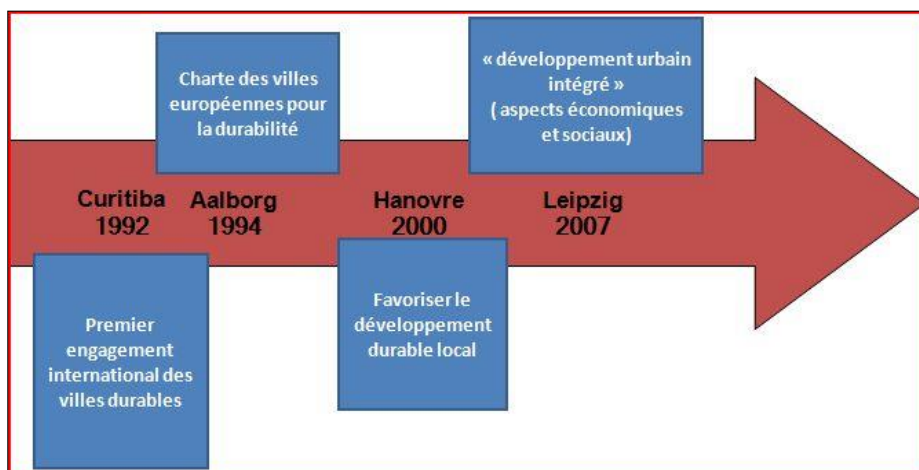 Charte des villes
européennes pour
la durabilité
« développement urbain
intégré »
( aspects économiques
et sociaux)
Curitiba
1992
Aalborg
1994
Hanovre
2000
Leipzig
2007
Premier
engagement
international des
villes durables
Favoriser le
développement
durable local